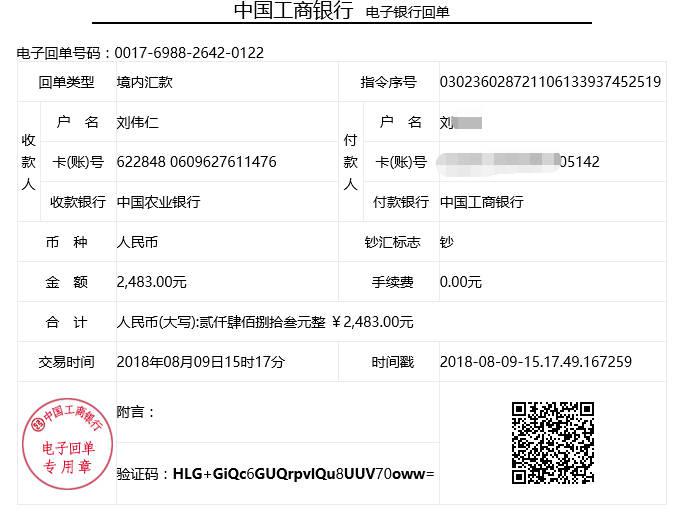 中国工商银行 电子银行回单
电子回单号码：0017-6988-2642-0122
回单类型 境内汇款 指令序号 030236028721106133937452519
收款人 户 名 刘伟仁 付款人 户 名 刘
卡(账)号 622848 0609627611476 卡(账)号 05142
收款银行 中国农业银行 付款银行 中国工商银行
币 种 人民币 钞汇标志 钞
金 额 2,483.00元 手续费 0.00元
合 计 人民币(大写):贰仟肆佰捌拾叁元整 ￥2,483.00元
交易时间 2018年08月09日15时17分 时间戳 2018-08-09-15.17.49.167259
中国工商银行
电子回单
专用章
附言：
验证码：HLG+GiQc6GUQrpvlQu8UUV70oww=